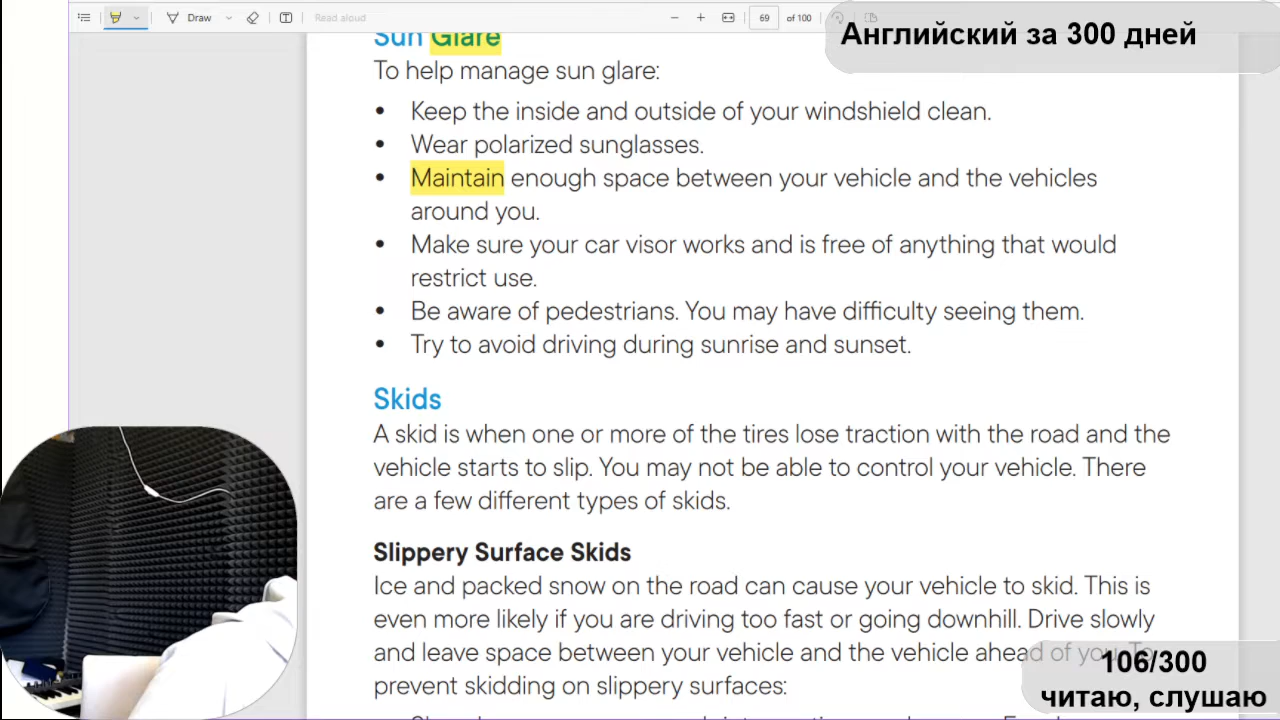 Draw
Read aloud
69 of 100
Английский за 300 дней
Sun Glare
To help manage sun glare:
• Keep the inside and outside of your windshield clean.
• Wear polarized sunglasses.
• Maintain enough space between your vehicle and the vehicles
around you.
• Make sure your car visor works and is free of anything that would
restrict use.
• Be aware of pedestrians. You may have difficulty seeing them.
• Try to avoid driving during sunrise and sunset.
Skids
A skid is when one or more of the tires lose traction with the road and the
vehicle starts to slip. You may not be able to control your vehicle. There
are a few different types of skids.
Slippery Surface Skids
Ice and packed snow on the road can cause your vehicle to skid. This is
even more likely if you are driving too fast or going downhill. Drive slowly
and leave space between your vehicle and the vehicle ahead of you. To
prevent skidding on slippery surfaces:
106/300
читаю, слушаю